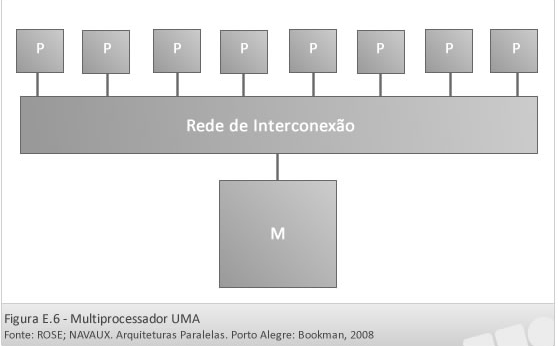 P P P P P P P P
Rede de Interconexão
M
Figura E.6 - Multiprocessador UMA
Fonte: ROSE; NAVAUX. Arquiteturas Paralelas. Porto Alegre: Bookman, 2008